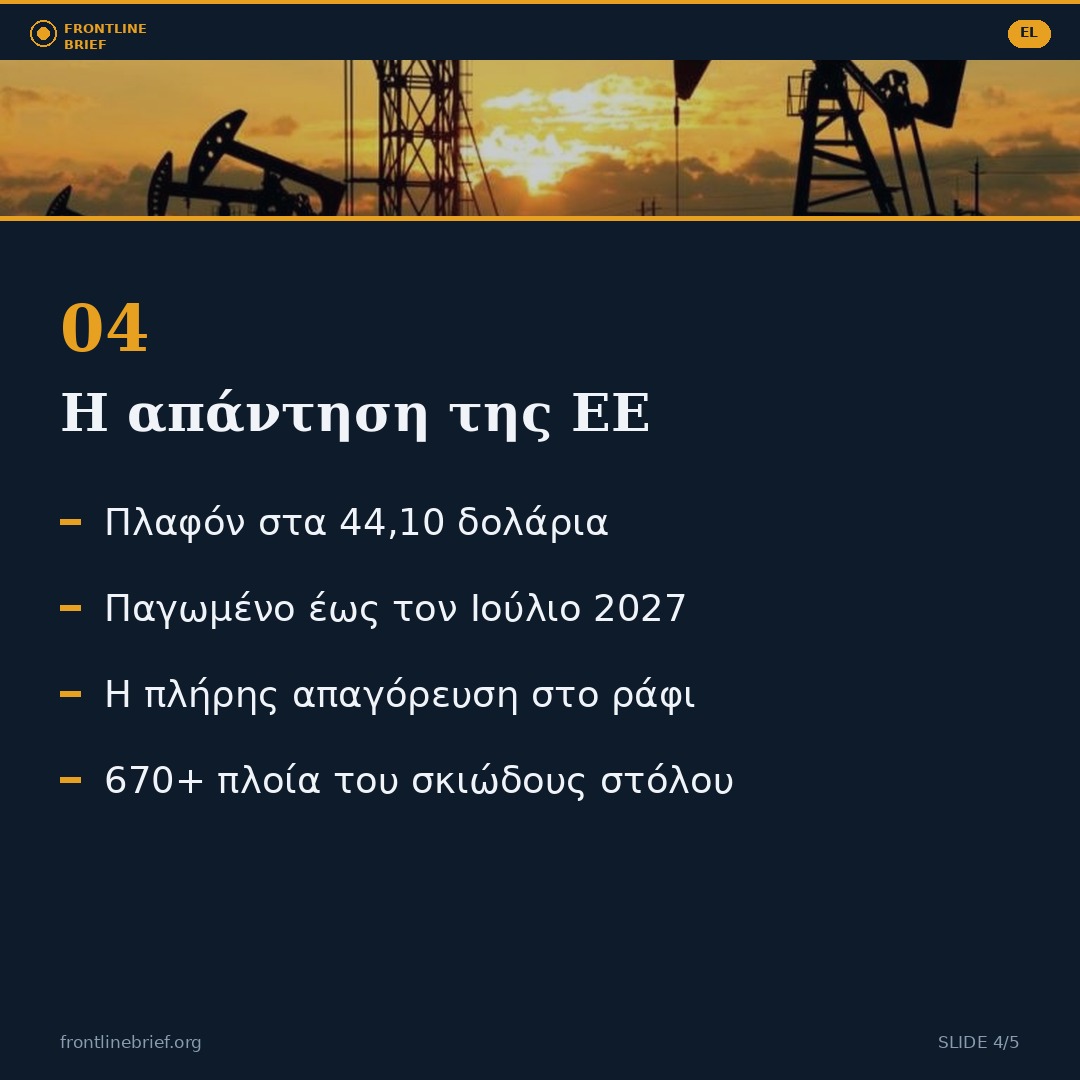 FRONTLINE
BRIEF
EL
04
Η απάντηση της ΕΕ
Πλαφόν στα 44,10 δολάρια
Παγωμένο έως τον Ιούλιο 2027
Η πλήρης απαγόρευση στο ράφι
670+ πλοία του σκιώδους στόλου
frontlinebrief.org
SLIDE 4/5